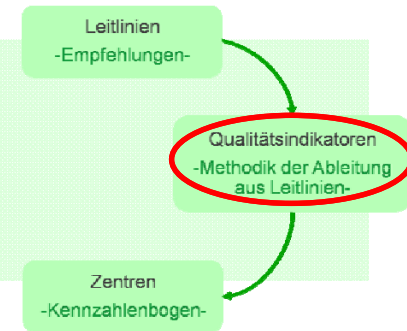 Leitlinien
-Empfehlungen-
Qualitätsindikatoren
-Methodik der Ableitung
aus Leitlinien-
Zentren
-Kennzahlenbogen-